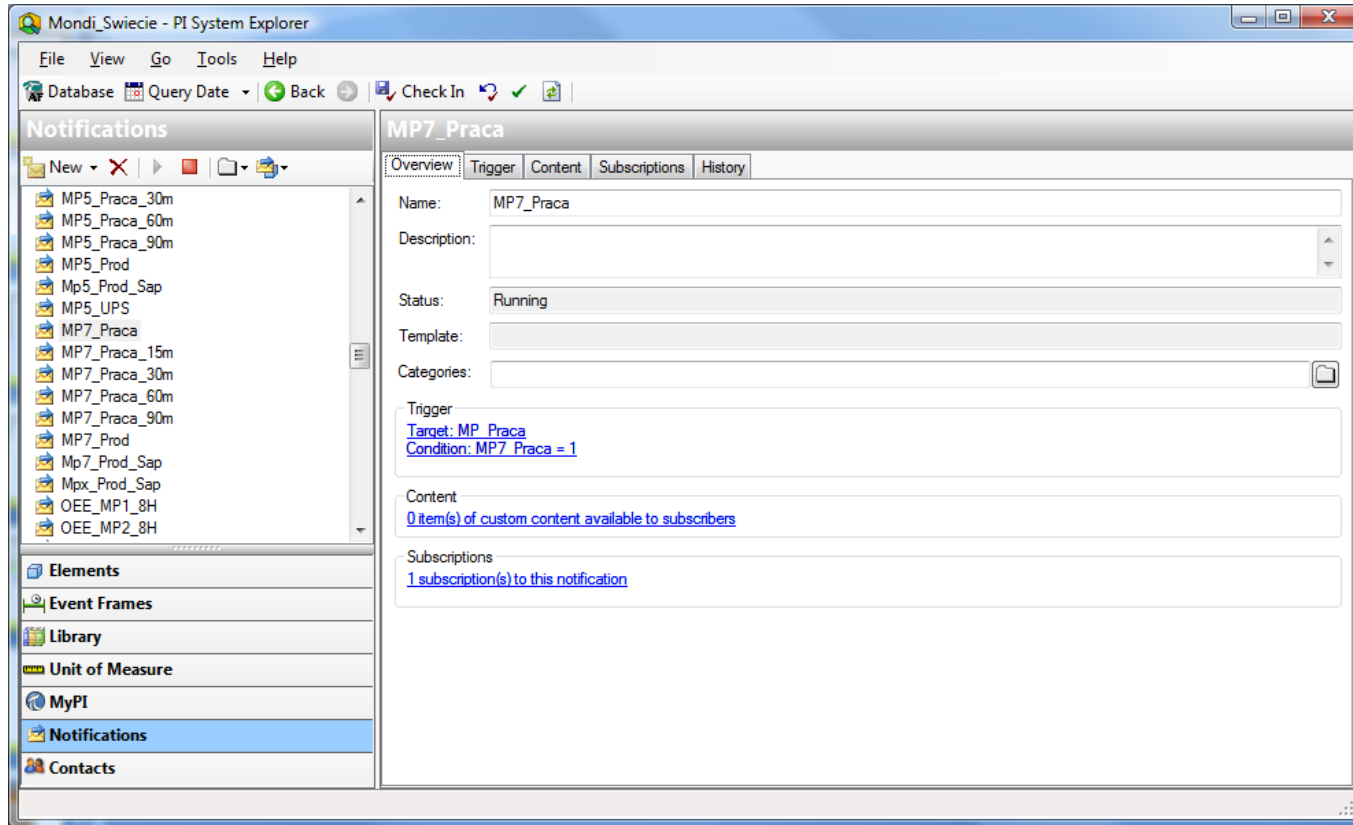 Mondi_Swiecie - PI System Explorer
File View Go Tools Help
Database Query Date Back Check In
Notifications
New
MP5_Praca_30m
MP5_Praca_60m
MP5_Praca_90m
MP5_Prod
Mp5_Prod_Sap
MP5_UPS
MP7_Praca
MP7_Praca_15m
MP7_Praca_30m
MP7_Praca_60m
MP7_Praca_90m
MP7_Prod
Mp7_Prod_Sap
Mpx_Prod_Sap
OEE_MP1_8H
OEE_MP2_8H
Elements
Event Frames
Library
Unit of Measure
MyPI
Notifications
Contacts
MP7_Praca
Overview Trigger Content Subscriptions History
Name: MP7_Praca
Description:
Status: Running
Template:
Categories:
Trigger
Target: MP_Praca
Condition: MP7_Praca = 1
Content
0 item(s) of custom content available to subscribers
Subscriptions
1 subscription(s) to this notification